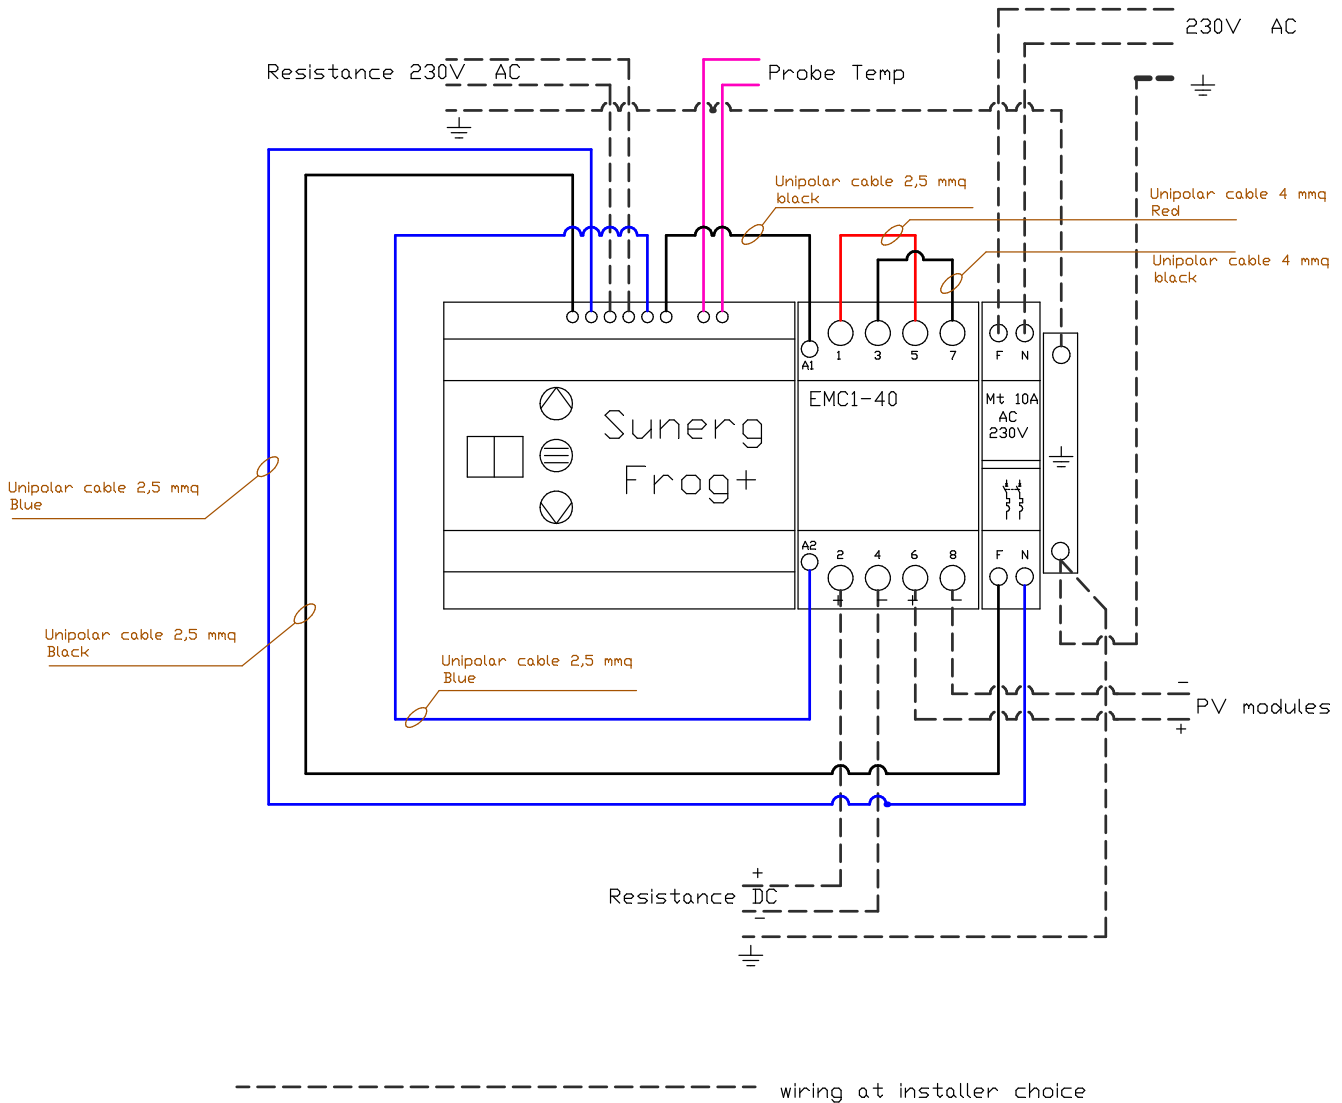 230V AC
Resistance 230V AC
Probe Temp
Unipolar cable 2,5 mmq
black
Unipolar cable 4 mmq
Red
Unipolar cable 4 mmq
black
A1
1
3
5
7
F
N
EMC1-40
Mt 10A
AC
230V
Sunerg
Frog+
Unipolar cable 2,5 mmq
Blue
A2
2
4
6
8
F
N
+
-
+
-
Unipolar cable 2,5 mmq
Black
Unipolar cable 2,5 mmq
Blue
-
PV modules
+
+
Resistance DC
-
wiring at installer choice